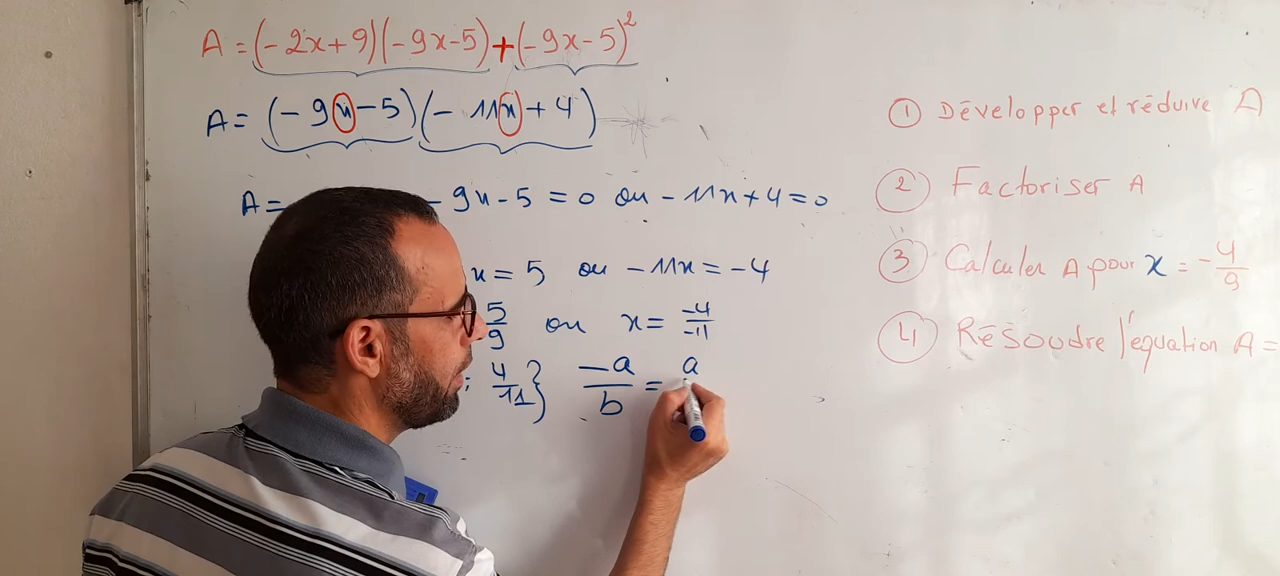 A = (-2x+9)(-9x-5)+(-9x-5)²
A = (-9x-5)(-11x+4)
A= -9x-5=0 ou -11x+4=0
x=5 ou -11x=-4
5/9 ou x= -4/-11
; 4/11} -a/b = a
① Développer et réduire A
② Factoriser A
③ Calculer A pour x = -4/9
④ Résoudre l'équation A=